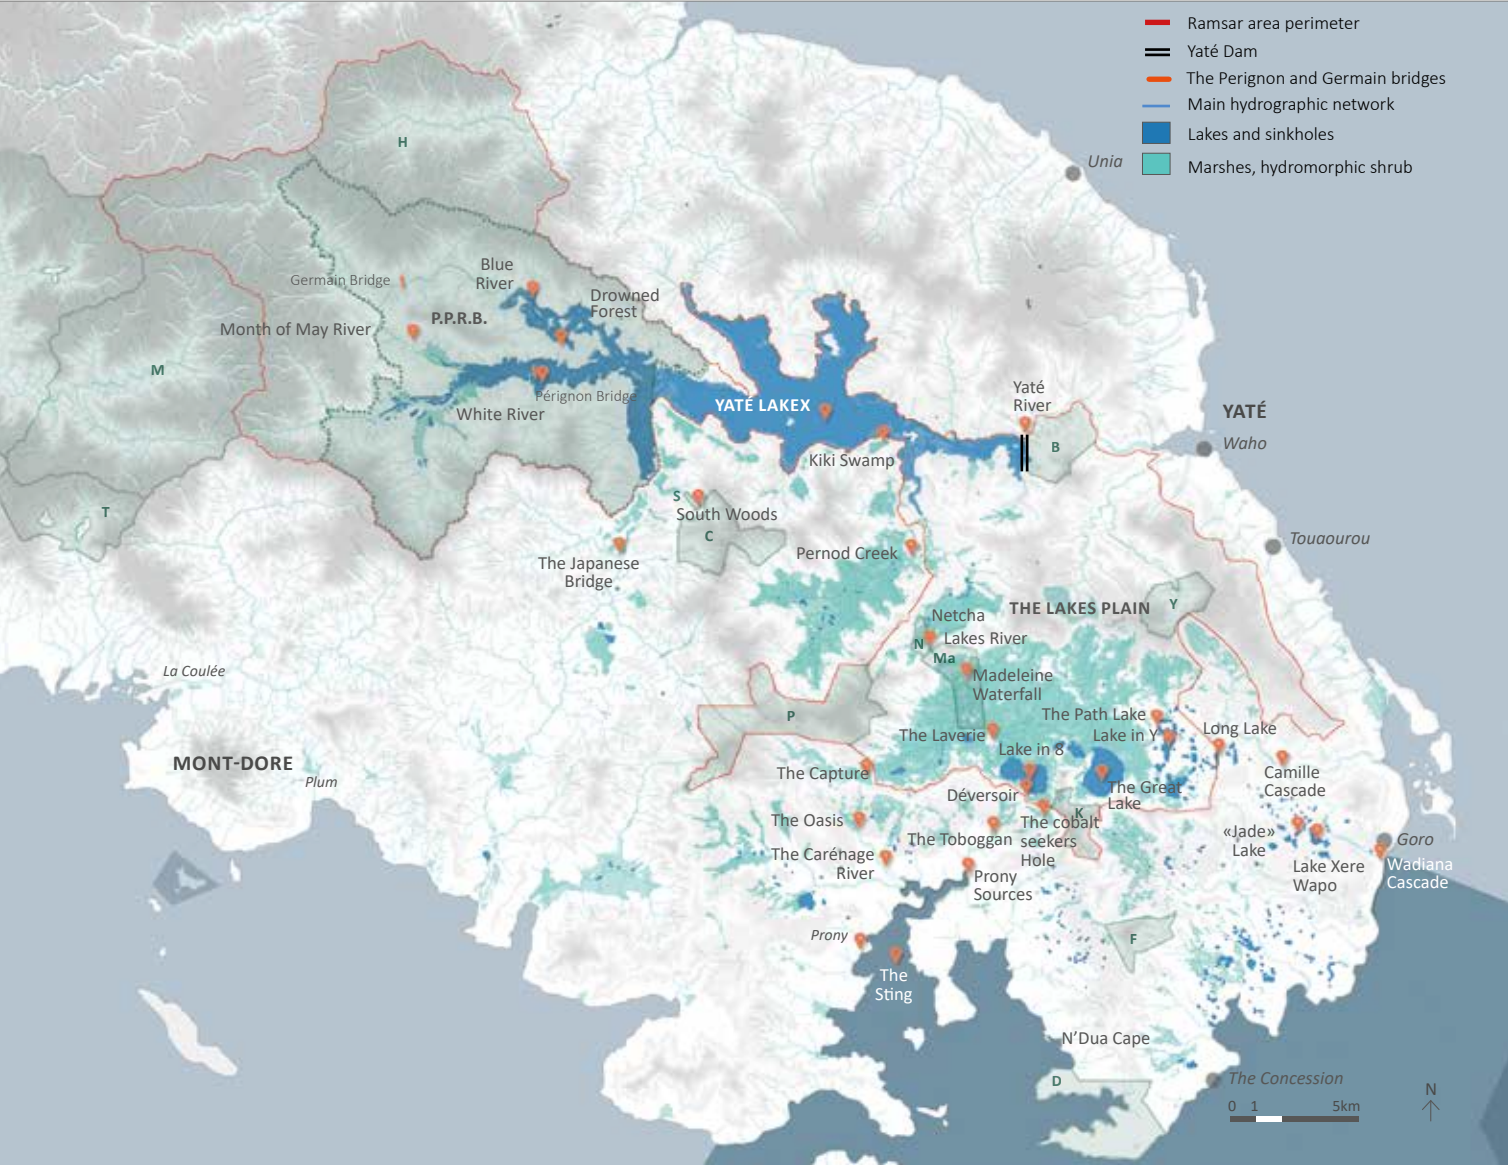 Ramsar area perimeter
Yaté Dam
The Perignon and Germain bridges
Main hydrographic network
Lakes and sinkholes
Marshes, hydromorphic shrub
Unia
H
Blue
River
Germain Bridge
Drowned
Forest
P.P.R.B.
Month of May River
M
Pérignon Bridge
White River
YATÉ LAKEX
Yaté
River
YATÉ
Waho
B
Kiki Swamp
S
South Woods
C
T
Touaourou
Pernod Creek
The Japanese
Bridge
THE LAKES PLAIN
Y
Netcha
N
Lakes River
Ma
La Coulée
Madeleine
Waterfall
P
The Path Lake
The Laverie
Lake in Y
Long Lake
Lake in 8
MONT-DORE
Plum
The Capture
Camille
Cascade
Déversoir
The Great
Lake
K
The Oasis
The cobalt
seekers
Hole
The Toboggan
«Jade»
Lake
Goro
The Carénage
River
Lake Xere
Wapo
Wadiana
Cascade
Prony
Sources
Prony
F
The
Sting
N'Dua Cape
D
The Concession
0 1 5km
N